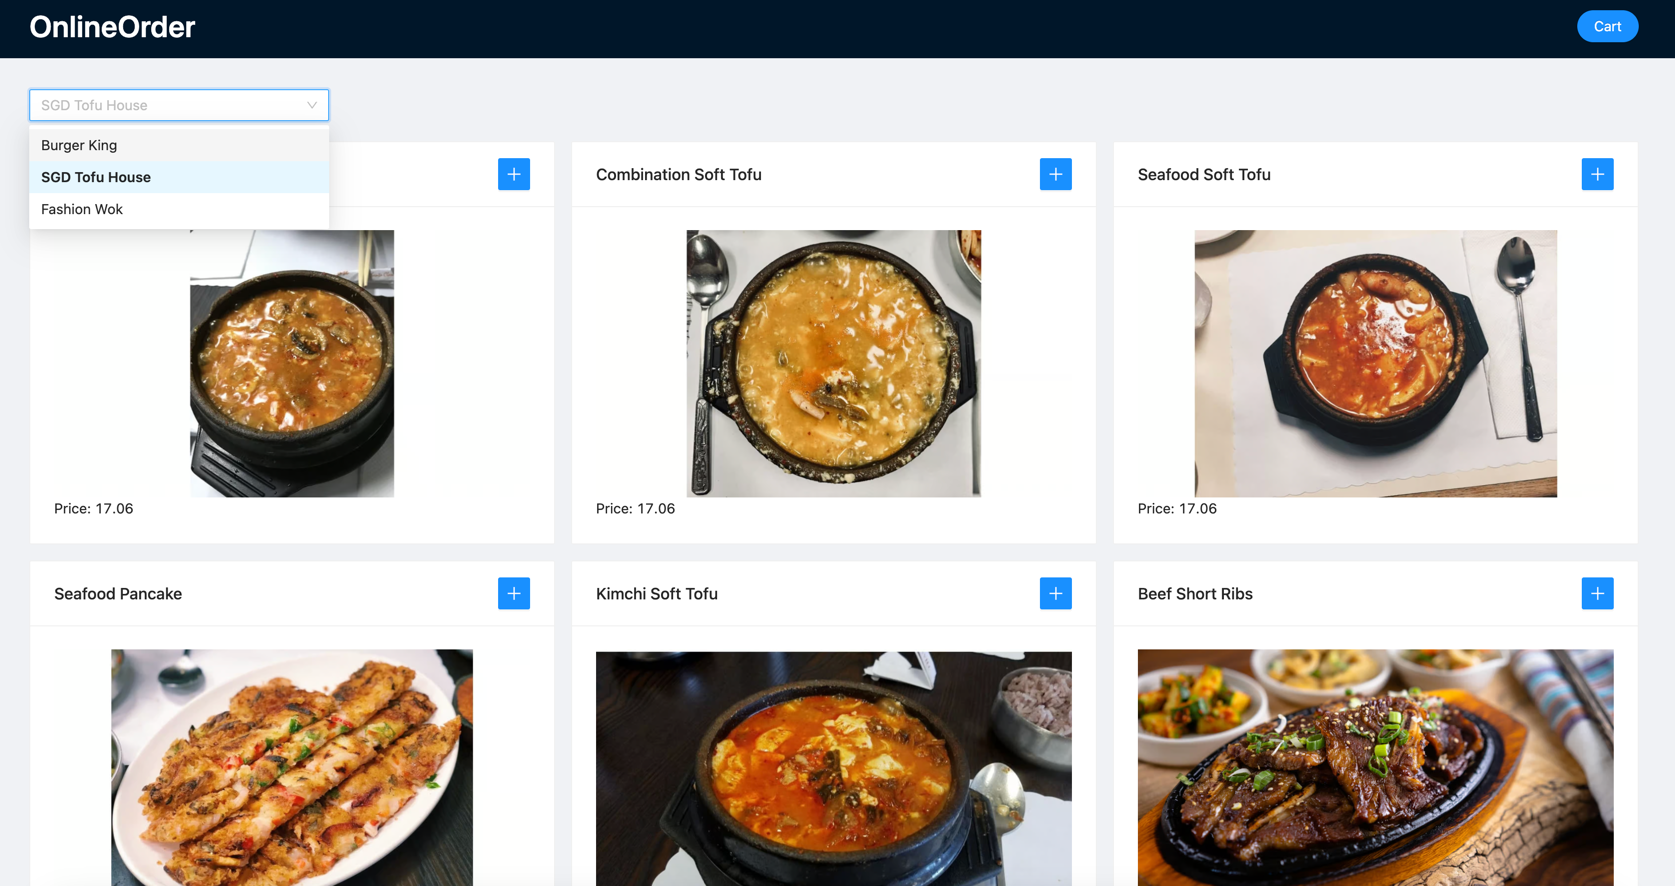 OnlineOrder
Cart
SGD Tofu House
Burger King
SGD Tofu House
Fashion Wok
Combination Soft Tofu
Seafood Soft Tofu
Price: 17.06
Price: 17.06
Price: 17.06
Seafood Pancake
Kimchi Soft Tofu
Beef Short Ribs